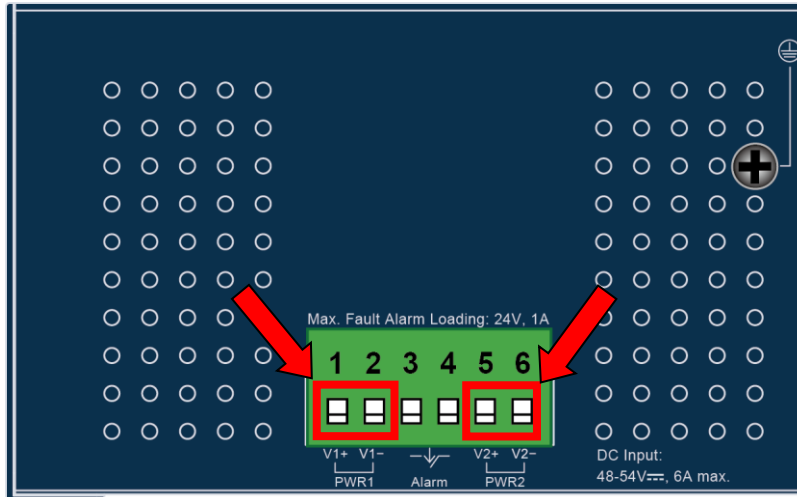 Max. Fault Alarm Loading: 24V, 1A
1 2 3 4 5 6
V1+ V1− V2+ V2−
PWR1 Alarm PWR2
DC Input:
48-54V⎓, 6A max.